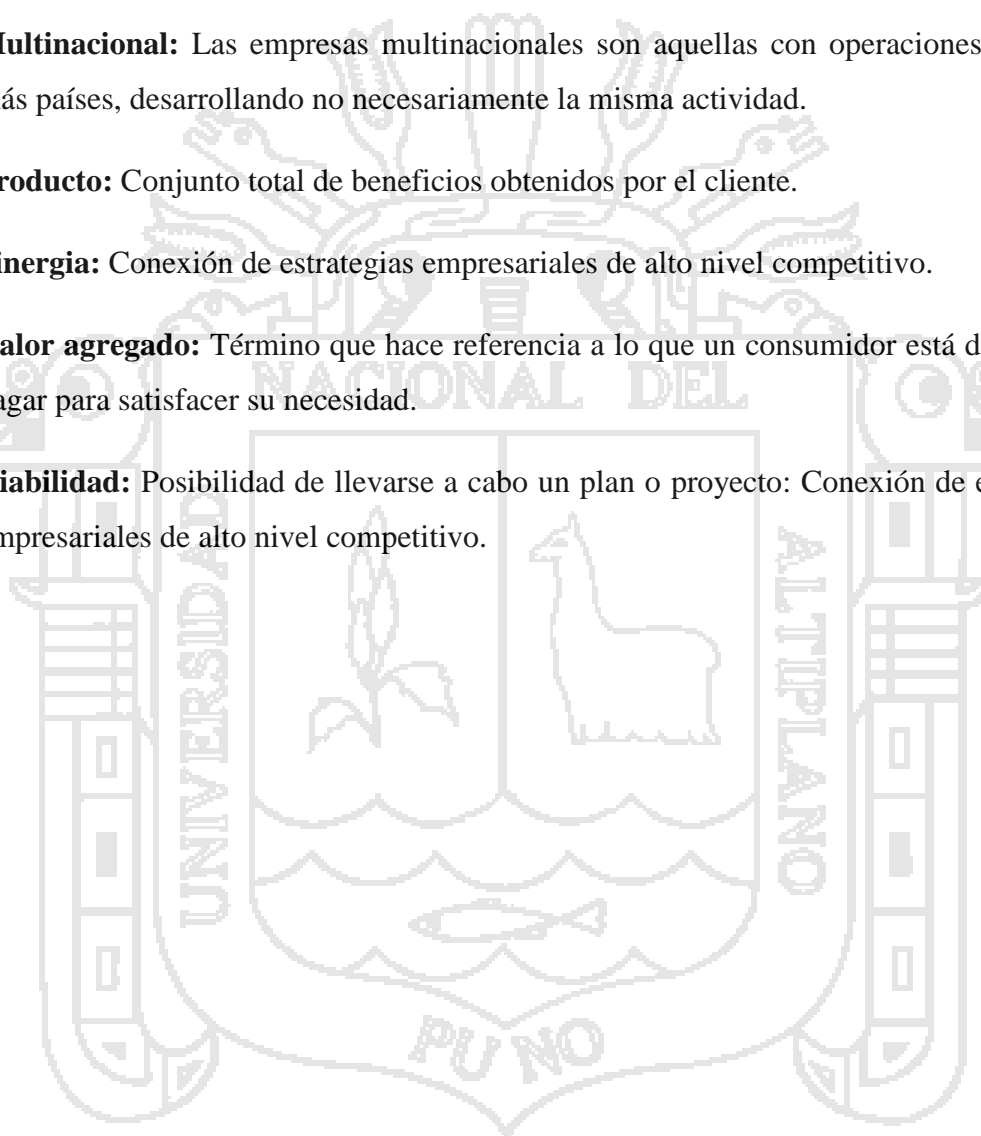 Multinacional: Las empresas multinacionales son aquellas con operaciones
más países, desarrollando no necesariamente la misma actividad.
roducto: Conjunto total de beneficios obtenidos por el cliente.
inergia: Conexión de estrategias empresariales de alto nivel competitivo.
alor agregado: Término que hace referencia a lo que un consumidor está d
agar para satisfacer su necesidad.
NACIONAL DEL
iabilidad: Posibilidad de llevarse a cabo un plan o proyecto: Conexión de e
mpresariales de alto nivel competitivo.
UNIVERSIDAD
ALTIPLANO
PUNO